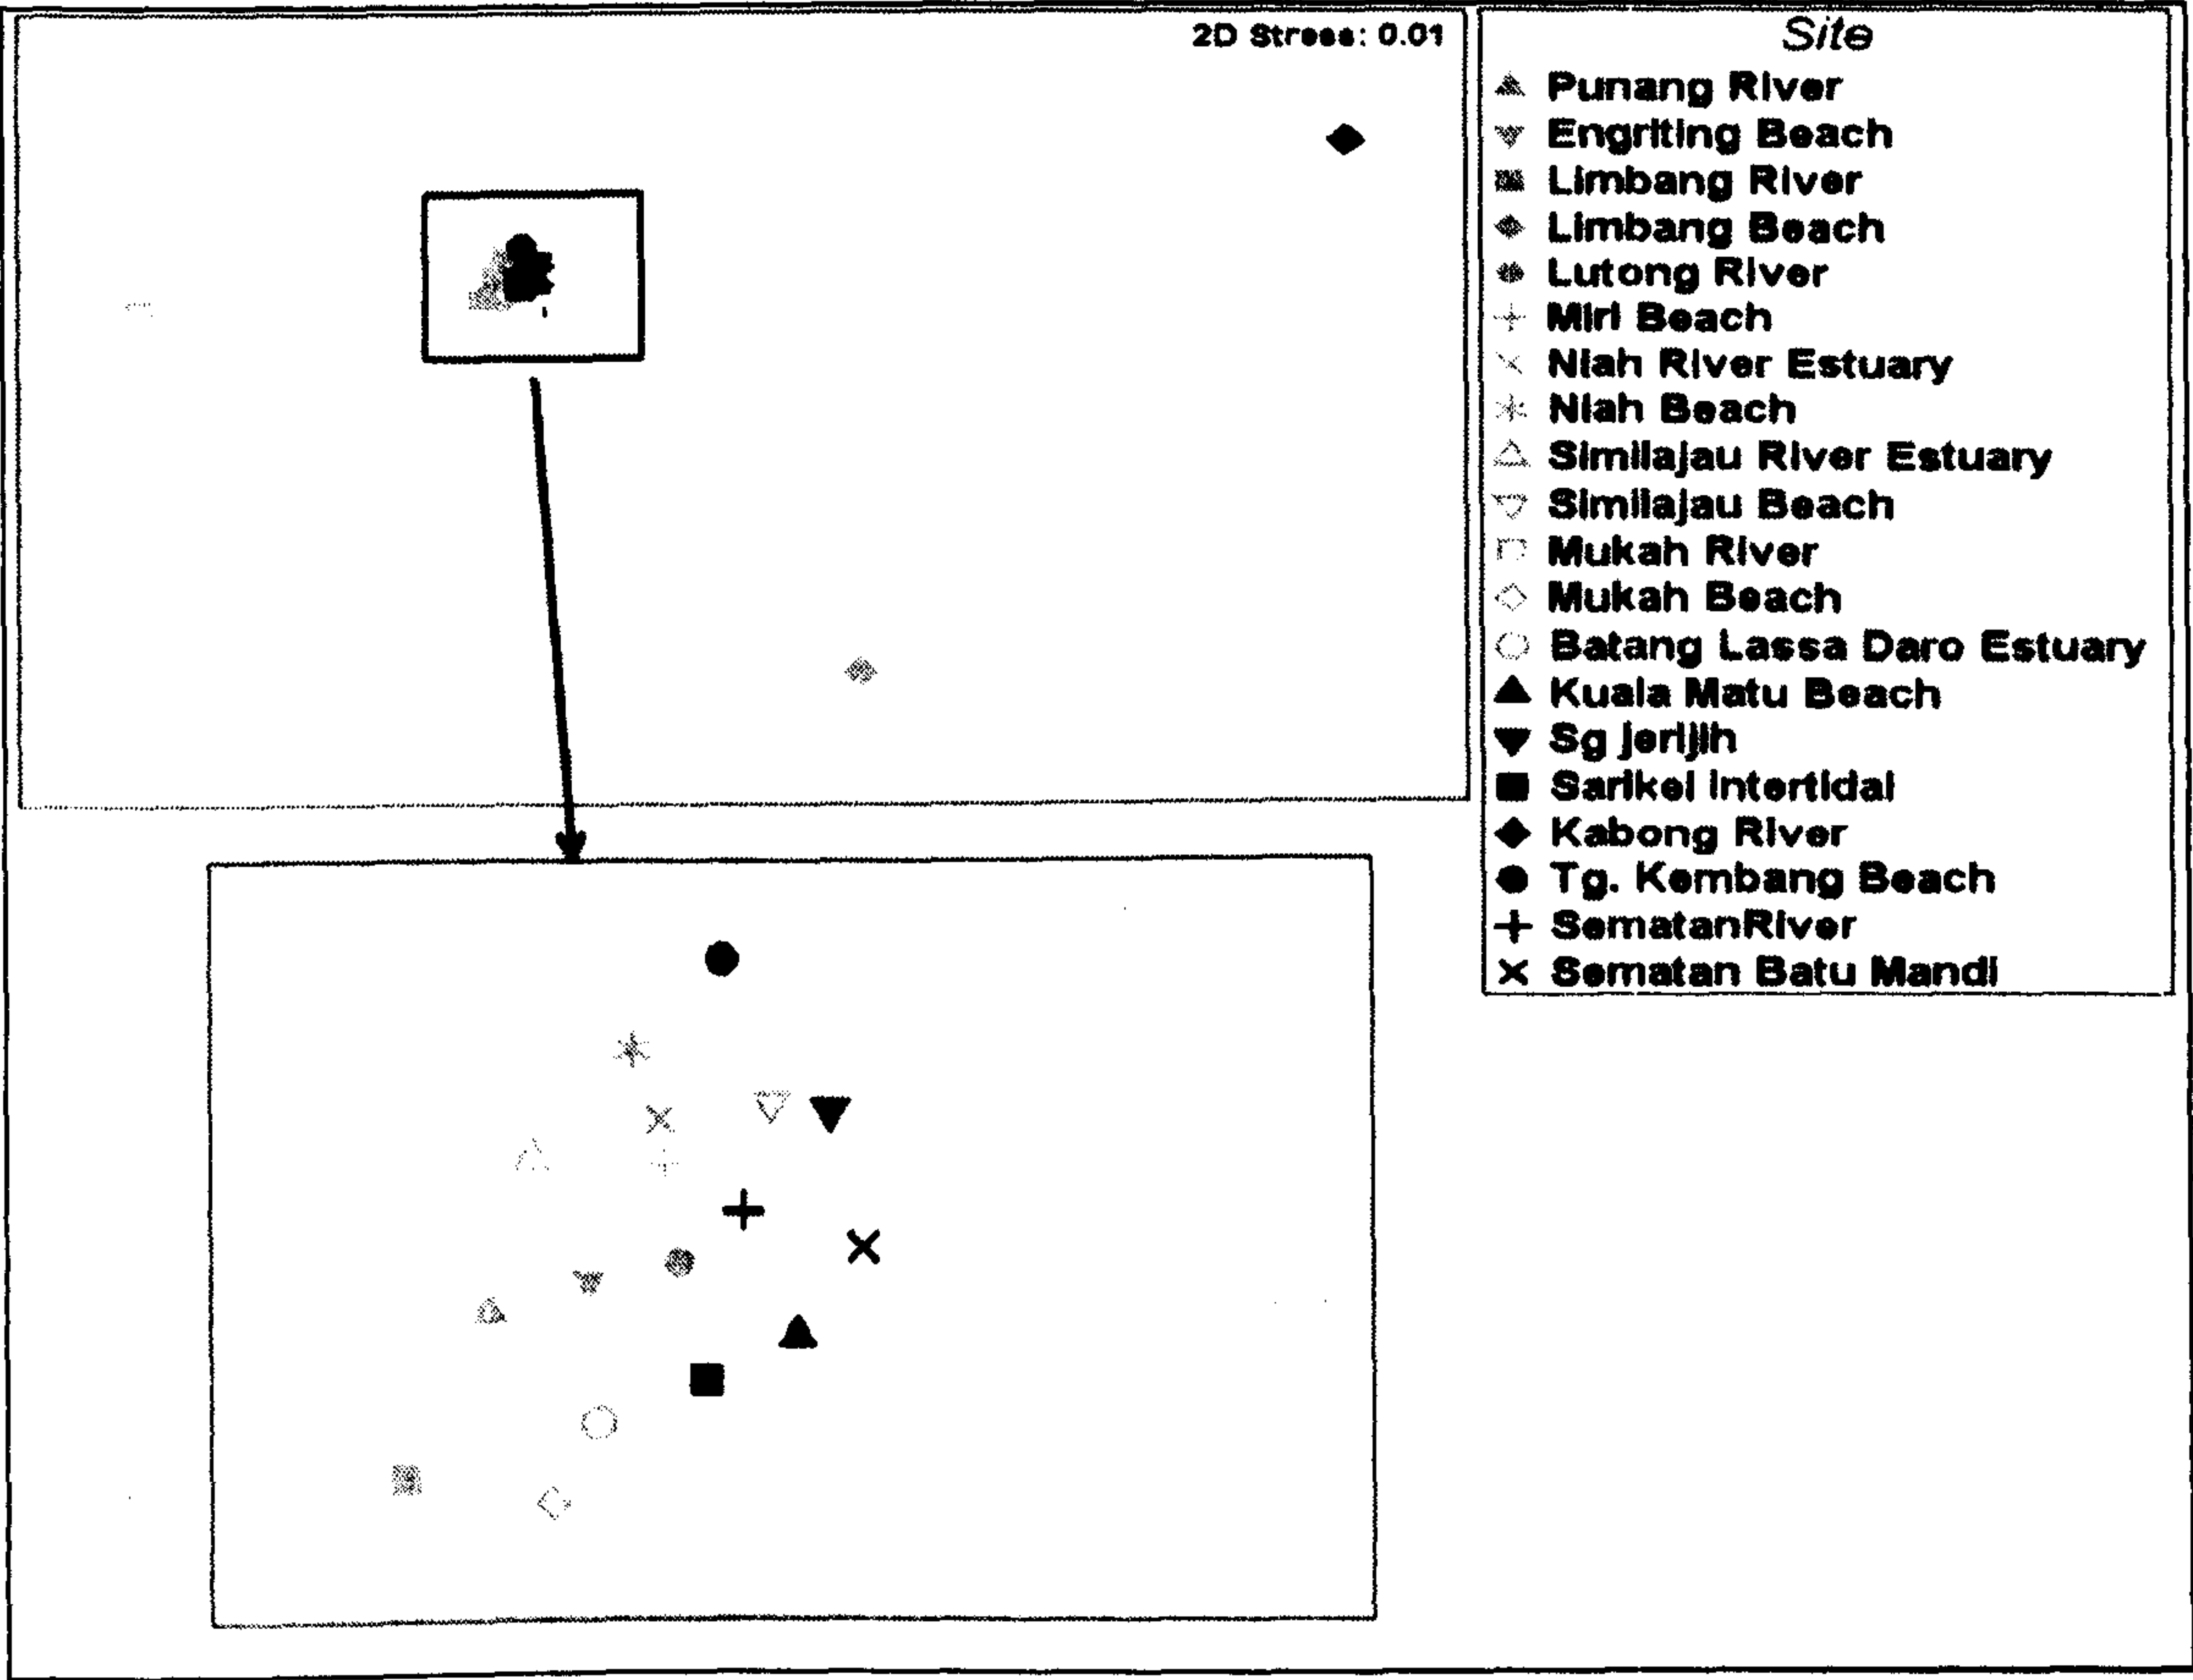 2D Stress: 0.01
Site
Punang River
Engriting Beach
Limbang River
Limbang Beach
Lutong River
Miri Beach
Niah River Estuary
Niah Beach
Similajau River Estuary
Similajau Beach
Mukah River
Mukah Beach
Batang Lassa Daro Estuary
Kuala Matu Beach
Sg jerijih
Sarikei Intertidal
Kabong River
Tg. Kembang Beach
SematanRiver
Sematan Batu Mandi